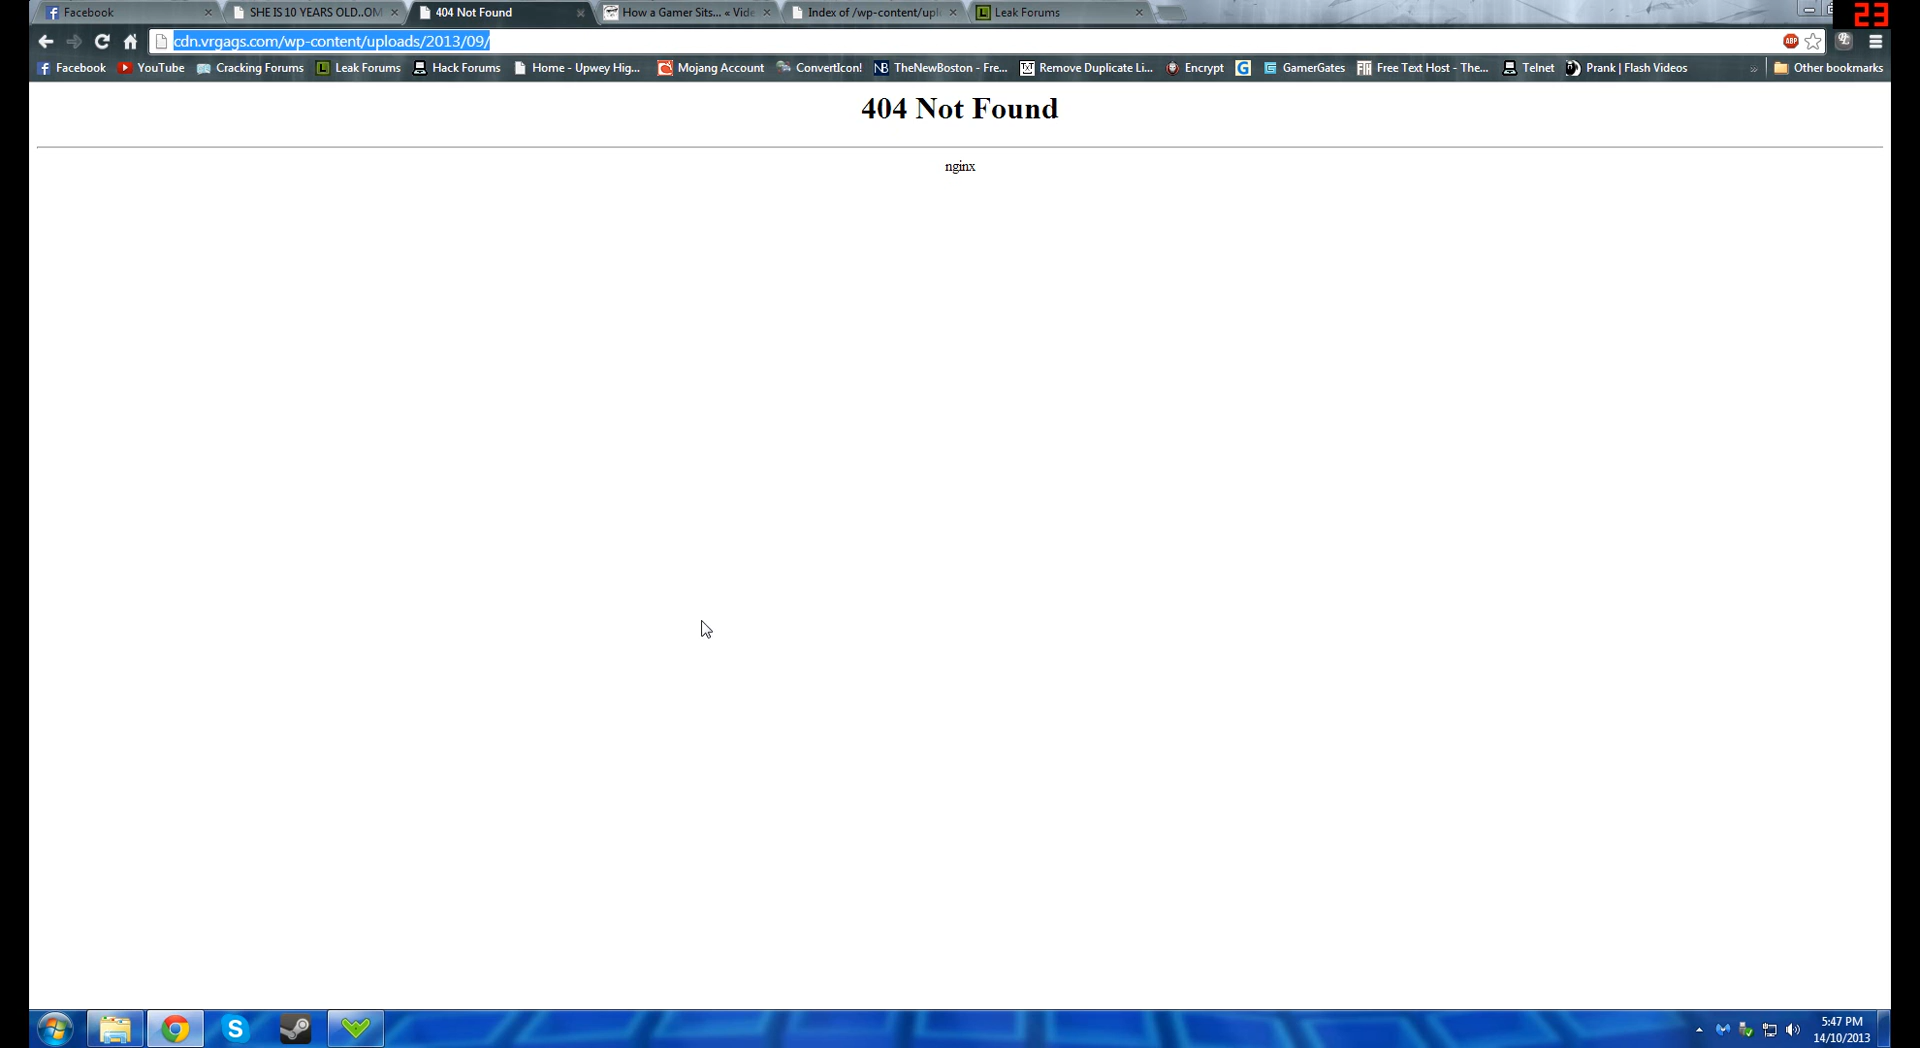 Facebook
SHE IS 10 YEARS OLD..OM
404 Not Found
How a Gamer Sits... « Vide
Index of /wp-content/upl
Leak Forums
23
cdn.vrgags.com/wp-content/uploads/2013/09/
ABP
Facebook
YouTube
Cracking Forums
Leak Forums
Hack Forums
Home - Upwey Hig...
Mojang Account
ConvertIcon!
NB TheNewBoston - Fre...
Remove Duplicate Li...
Encrypt
GamerGates
Free Text Host - The...
Telnet
Prank | Flash Videos
»
Other bookmarks
404 Not Found
nginx
5:47 PM
14/10/2013